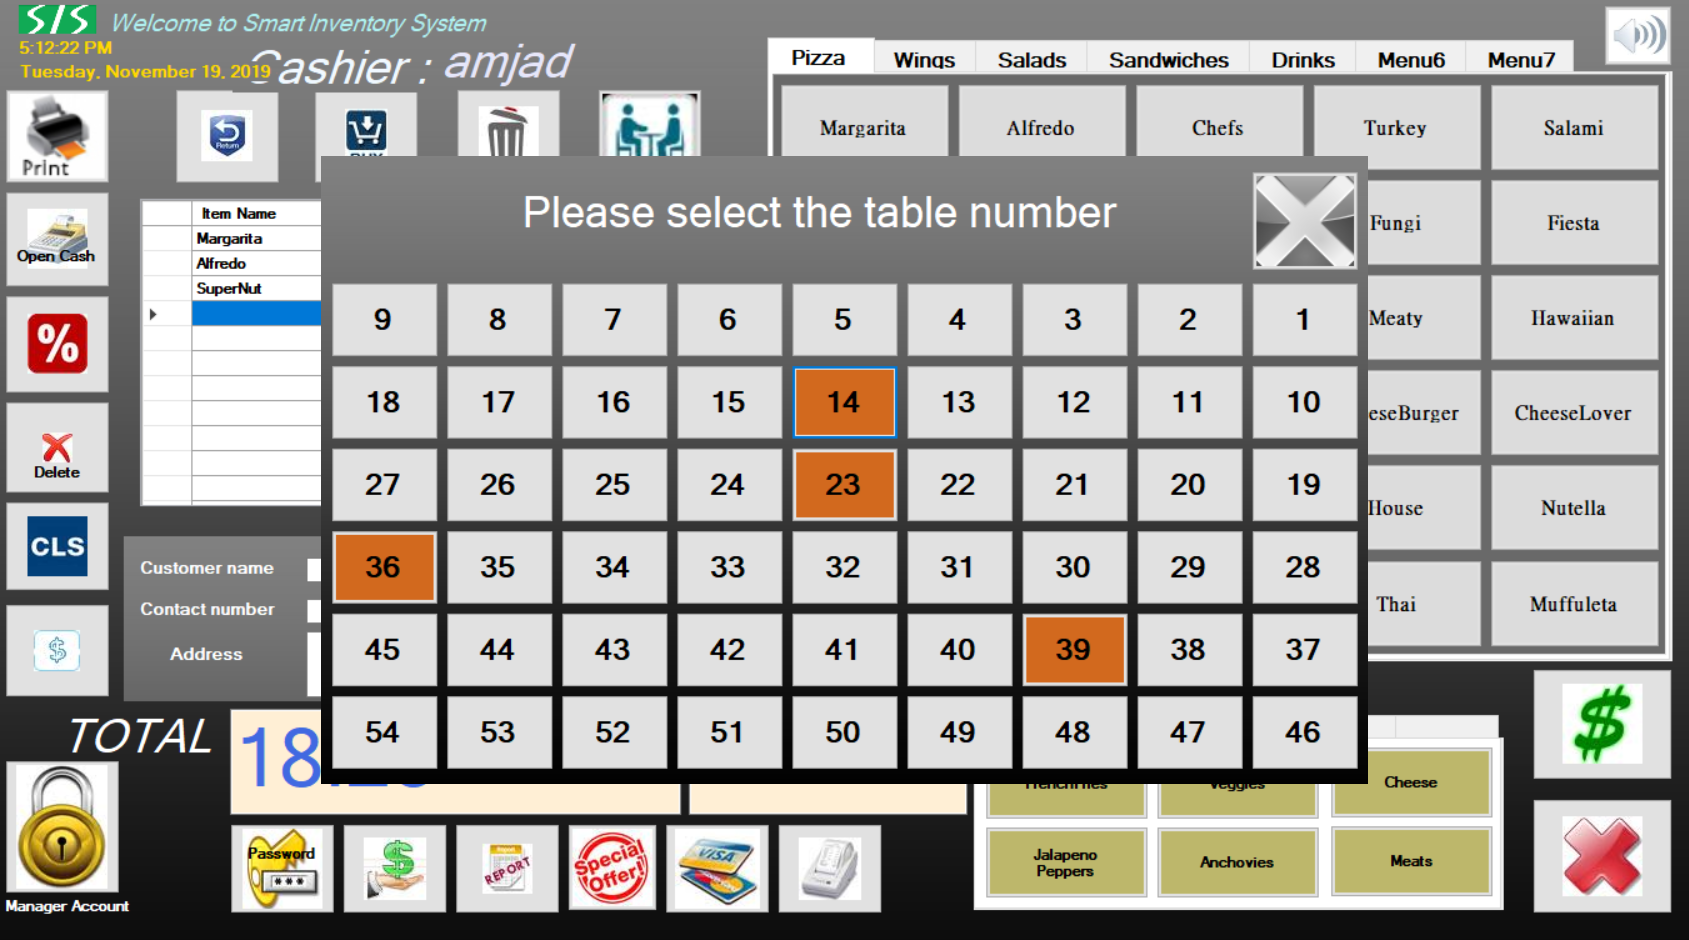 SIS Welcome to Smart Inventory System
5:12:22 PM
Tuesday, November 19, 2019
Cashier : amjad
Pizza Wings Salads Sandwiches Drinks Menu6 Menu7
Print
Return
BUY
Margarita Alfredo Chefs Turkey Salami
Fungi Fiesta
Meaty Hawaiian
eseBurger CheeseLover
House Nutella
Thai Muffuleta
Open Cash
%
Delete
CLS
$
Item Name
Margarita
Alfredo
SuperNut
Please select the table number
9 8 7 6 5 4 3 2 1
18 17 16 15 14 13 12 11 10
27 26 25 24 23 22 21 20 19
36 35 34 33 32 31 30 29 28
45 44 43 42 41 40 39 38 37
54 53 52 51 50 49 48 47 46
Customer name
Contact number
Address
TOTAL
18
Manager Account
Password
***
$
Report
REPORT
Special
Offer!
VISA
Frenchfries Veggies Cheese
Jalapeno
Peppers
Anchovies Meats
$